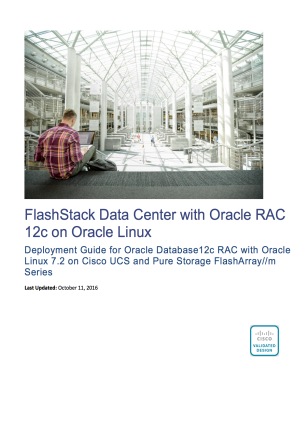 FlashStack Data Center with Oracle RAC
12c on Oracle Linux
Deployment Guide for Oracle Database12c RAC with Oracle
Linux 7.2 on Cisco UCS and Pure Storage FlashArray//m
Series
Last Updated: October 11, 2016
CISCO
VALIDATED
DESIGN